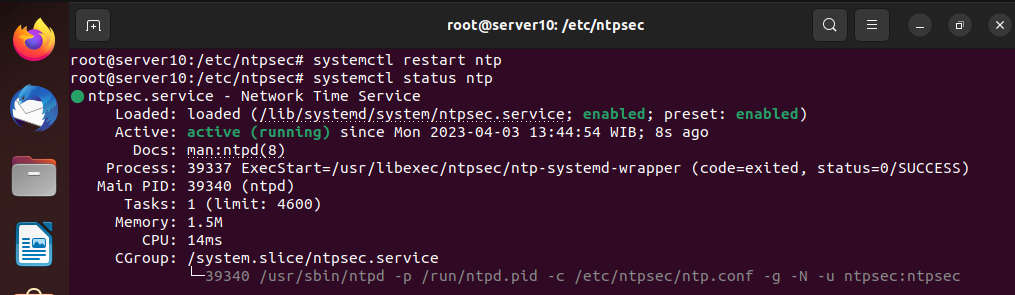 root@server10: /etc/ntpsec
root@server10:/etc/ntpsec# systemctl restart ntp
root@server10:/etc/ntpsec# systemctl status ntp
● ntpsec.service - Network Time Service
Loaded: loaded (/lib/systemd/system/ntpsec.service; enabled; preset: enabled)
Active: active (running) since Mon 2023-04-03 13:44:54 WIB; 8s ago
Docs: man:ntpd(8)
Process: 39337 ExecStart=/usr/libexec/ntpsec/ntp-systemd-wrapper (code=exited, status=0/SUCCESS)
Main PID: 39340 (ntpd)
Tasks: 1 (limit: 4600)
Memory: 1.5M
CPU: 14ms
CGroup: /system.slice/ntpsec.service
└─39340 /usr/sbin/ntpd -p /run/ntpd.pid -c /etc/ntpsec/ntp.conf -g -N -u ntpsec:ntpsec